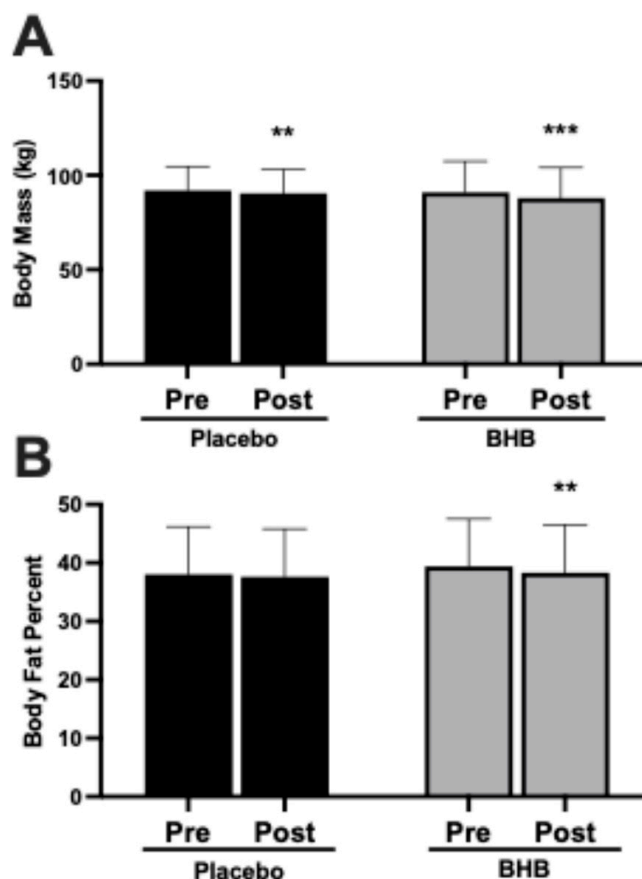 A
150
** ***
100
50
0
Body Mass (kg)
Pre Post Pre Post
Placebo BHB
B
50
**
40
30
20
10
0
Body Fat Percent
Pre Post Pre Post
Placebo BHB